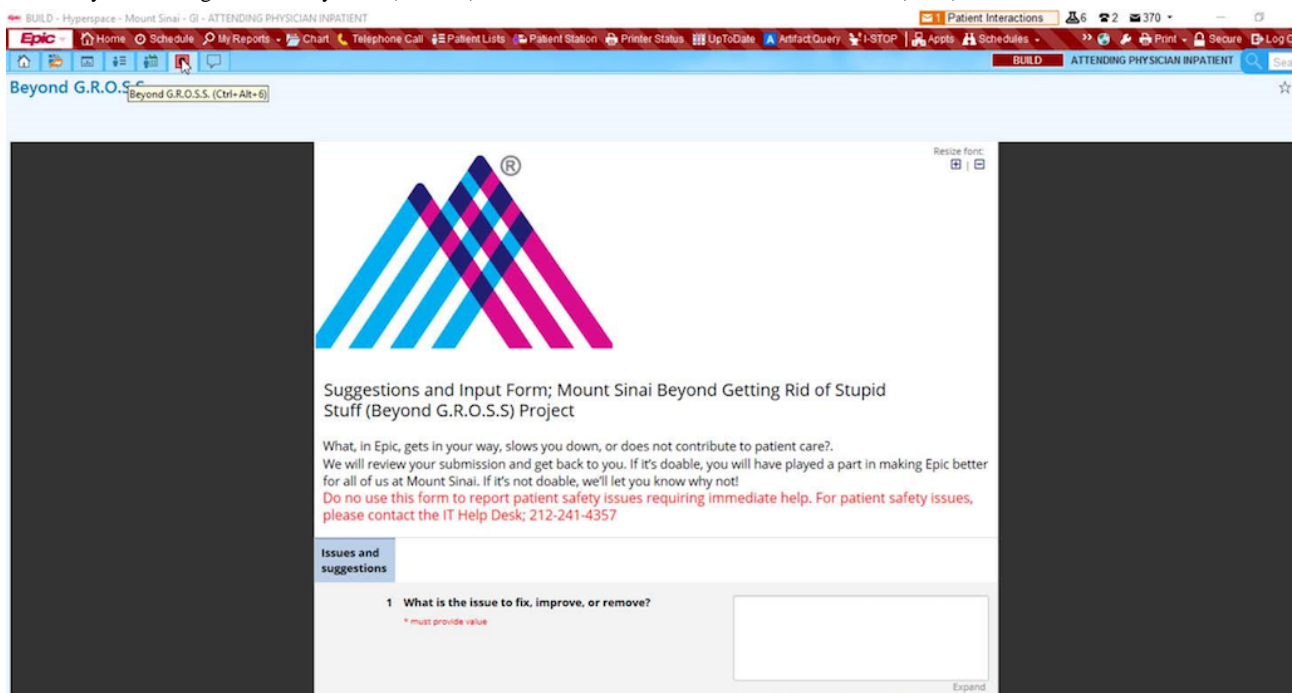 BUILD - Hyperspace - Mount Sinai - GI - ATTENDING PHYSICIAN INPATIENT
1 Patient Interactions 6 2 370
Epic Home Schedule My Reports Chart Telephone Call Patient Lists Patient Station Printer Status UpToDate ArtifactQuery I-STOP Appts Schedules Print Secure Log O
BUILD ATTENDING PHYSICIAN INPATIENT Sea
Beyond G.R.O.S.S.
Beyond G.R.O.S.S. (Ctrl+Alt+6)
Resize font:
®
Suggestions and Input Form; Mount Sinai Beyond Getting Rid of Stupid
Stuff (Beyond G.R.O.S.S) Project
What, in Epic, gets in your way, slows you down, or does not contribute to patient care?.
We will review your submission and get back to you. If it's doable, you will have played a part in making Epic better
for all of us at Mount Sinai. If it's not doable, we'll let you know why not!
Do no use this form to report patient safety issues requiring immediate help. For patient safety issues,
please contact the IT Help Desk; 212-241-4357
Issues and
suggestions
1 What is the issue to fix, improve, or remove?
* must provide value
Expand